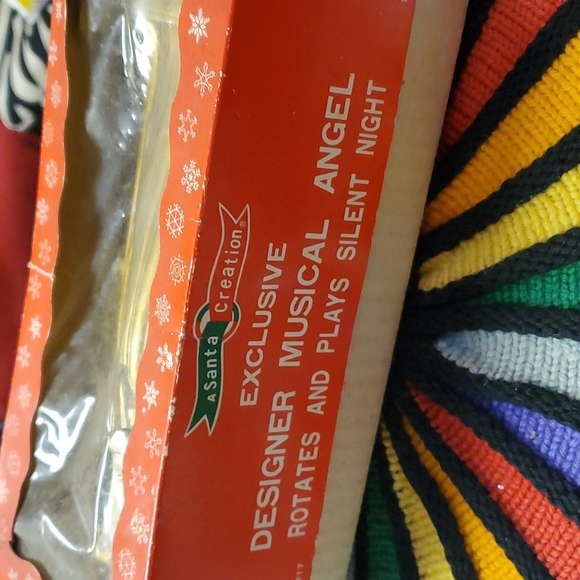 A Santa Creation
EXCLUSIVE
DESIGNER MUSICAL ANGEL
ROTATES AND PLAYS SILENT NIGHT